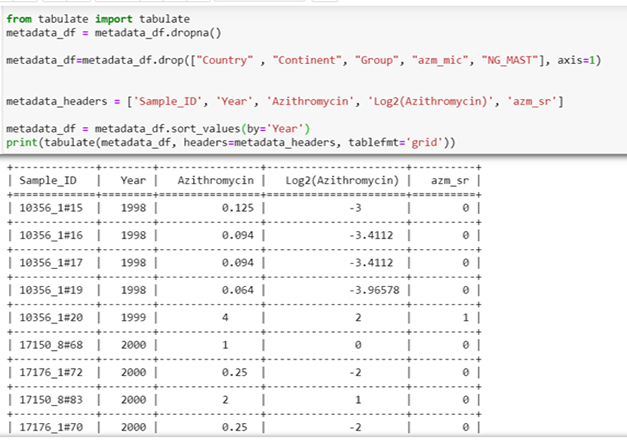 from tabulate import tabulate
metadata_df = metadata_df.dropna()
metadata_df=metadata_df.drop(["Country" , "Continent", "Group", "azm_mic", "NG_MAST"], axis=1)
metadata_headers = ['Sample_ID', 'Year', 'Azithromycin', 'Log2(Azithromycin)', 'azm_sr']
metadata_df = metadata_df.sort_values(by='Year')
print(tabulate(metadata_df, headers=metadata_headers, tablefmt='grid'))
| Sample_ID | Year | Azithromycin | Log2(Azithromycin) | azm_sr |
| 10356_1#15 | 1998 | 0.125 | -3 | 0 |
| 10356_1#16 | 1998 | 0.094 | -3.4112 | 0 |
| 10356_1#17 | 1998 | 0.094 | -3.4112 | 0 |
| 10356_1#19 | 1998 | 0.064 | -3.96578 | 0 |
| 10356_1#20 | 1999 | 4 | 2 | 1 |
| 17150_8#68 | 2000 | 1 | 0 | 0 |
| 17176_1#72 | 2000 | 0.25 | -2 | 0 |
| 17150_8#83 | 2000 | 2 | 1 | 0 |
| 17176_1#70 | 2000 | 0.25 | -2 | 0 |